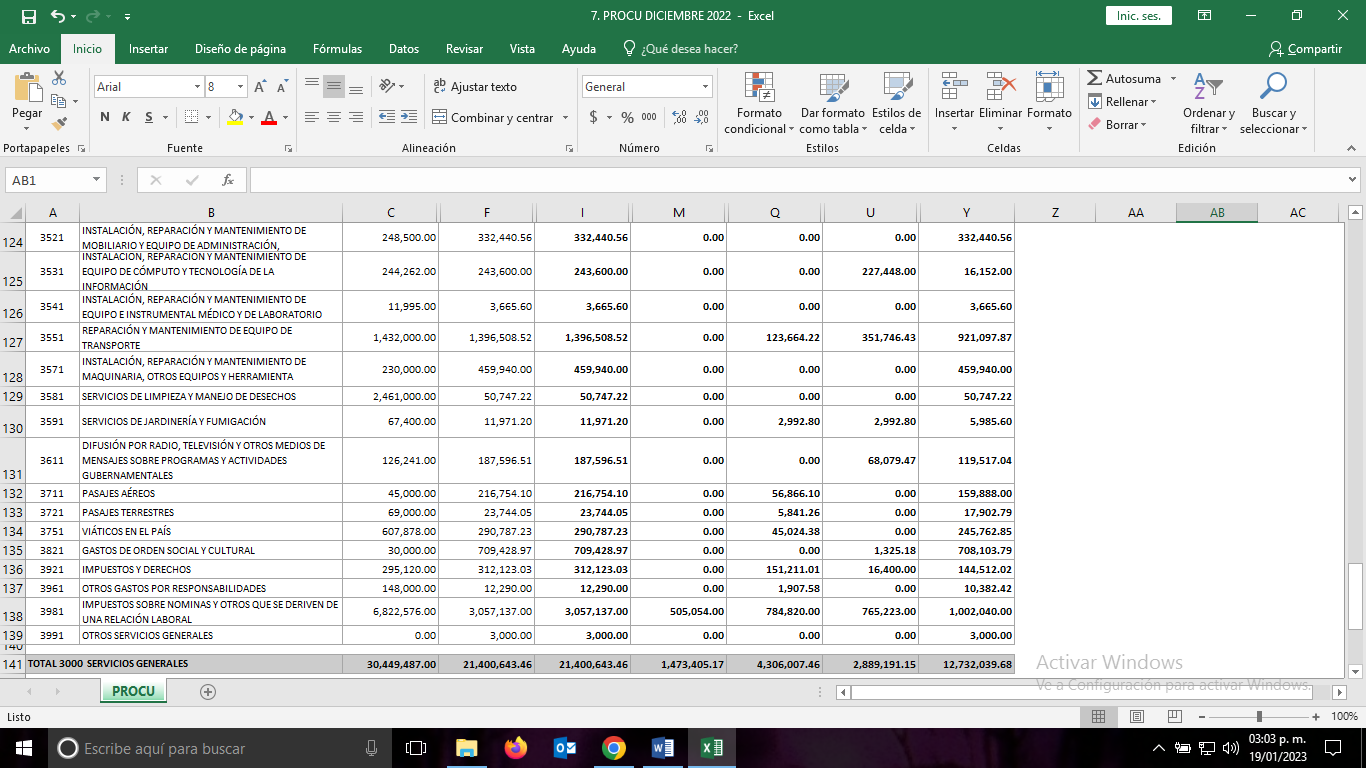 7. PROCU DICIEMBRE 2022 - Excel
Inic. ses.
Archivo Inicio Insertar Diseño de página Fórmulas Datos Revisar Vista Ayuda ¿Qué desea hacer? Compartir
Pegar
Portapapeles
Arial 8
N K S
Fuente
Ajustar texto
Combinar y centrar
Alineación
General
$ % 000
Número
Formato condicional
Dar formato como tabla
Estilos de celda
Estilos
Insertar Eliminar Formato
Celdas
Autosuma
Rellenar
Borrar
Ordenar y filtrar
Buscar y seleccionar
Edición
AB1 fx
A B C F I M Q U Y Z AA AB AC
124 3521 INSTALACIÓN, REPARACIÓN Y MANTENIMIENTO DE
MOBILIARIO Y EQUIPO DE ADMINISTRACIÓN, 248,500.00 332,440.56 332,440.56 0.00 0.00 0.00 332,440.56
125 3531 INSTALACIÓN, REPARACIÓN Y MANTENIMIENTO DE
EQUIPO DE CÓMPUTO Y TECNOLOGÍA DE LA
INFORMACIÓN 244,262.00 243,600.00 243,600.00 0.00 0.00 227,448.00 16,152.00
126 3541 INSTALACIÓN, REPARACIÓN Y MANTENIMIENTO DE
EQUIPO E INSTRUMENTAL MÉDICO Y DE LABORATORIO 11,995.00 3,665.60 3,665.60 0.00 0.00 0.00 3,665.60
127 3551 REPARACIÓN Y MANTENIMIENTO DE EQUIPO DE
TRANSPORTE 1,432,000.00 1,396,508.52 1,396,508.52 0.00 123,664.22 351,746.43 921,097.87
128 3571 INSTALACIÓN, REPARACIÓN Y MANTENIMIENTO DE
MAQUINARIA, OTROS EQUIPOS Y HERRAMIENTA 230,000.00 459,940.00 459,940.00 0.00 0.00 0.00 459,940.00
129 3581 SERVICIOS DE LIMPIEZA Y MANEJO DE DESECHOS 2,461,000.00 50,747.22 50,747.22 0.00 0.00 0.00 50,747.22
130 3591 SERVICIOS DE JARDINERÍA Y FUMIGACIÓN 67,400.00 11,971.20 11,971.20 0.00 2,992.80 2,992.80 5,985.60
131 3611 DIFUSIÓN POR RADIO, TELEVISIÓN Y OTROS MEDIOS DE
MENSAJES SOBRE PROGRAMAS Y ACTIVIDADES
GUBERNAMENTALES 126,241.00 187,596.51 187,596.51 0.00 0.00 68,079.47 119,517.04
132 3711 PASAJES AÉREOS 45,000.00 216,754.10 216,754.10 0.00 56,866.10 0.00 159,888.00
133 3721 PASAJES TERRESTRES 69,000.00 23,744.05 23,744.05 0.00 5,841.26 0.00 17,902.79
134 3751 VIÁTICOS EN EL PAÍS 607,878.00 290,787.23 290,787.23 0.00 45,024.38 0.00 245,762.85
135 3821 GASTOS DE ORDEN SOCIAL Y CULTURAL 30,000.00 709,428.97 709,428.97 0.00 0.00 1,325.18 708,103.79
136 3921 IMPUESTOS Y DERECHOS 295,120.00 312,123.03 312,123.03 0.00 151,211.01 16,400.00 144,512.02
137 3961 OTROS GASTOS POR RESPONSABILIDADES 148,000.00 12,290.00 12,290.00 0.00 1,907.58 0.00 10,382.42
138 3981 IMPUESTOS SOBRE NOMINAS Y OTROS QUE SE DERIVEN DE
UNA RELACIÓN LABORAL 6,822,576.00 3,057,137.00 3,057,137.00 505,054.00 784,820.00 765,223.00 1,002,040.00
139 3991 OTROS SERVICIOS GENERALES 0.00 3,000.00 3,000.00 0.00 0.00 0.00 3,000.00
140
141 TOTAL 3000 SERVICIOS GENERALES 30,449,487.00 21,400,643.46 21,400,643.46 1,473,405.17 4,306,007.46 2,889,191.15 12,732,039.68
Activar Windows
Ve a Configuración para activar Windows.
PROCU
Listo 100%
Escribe aquí para buscar
03:03 p. m.
19/01/2023